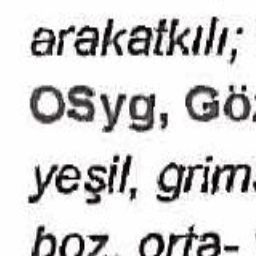 arakatkılı;
OSyg, Gö
yeşil, grim
boz, orta-